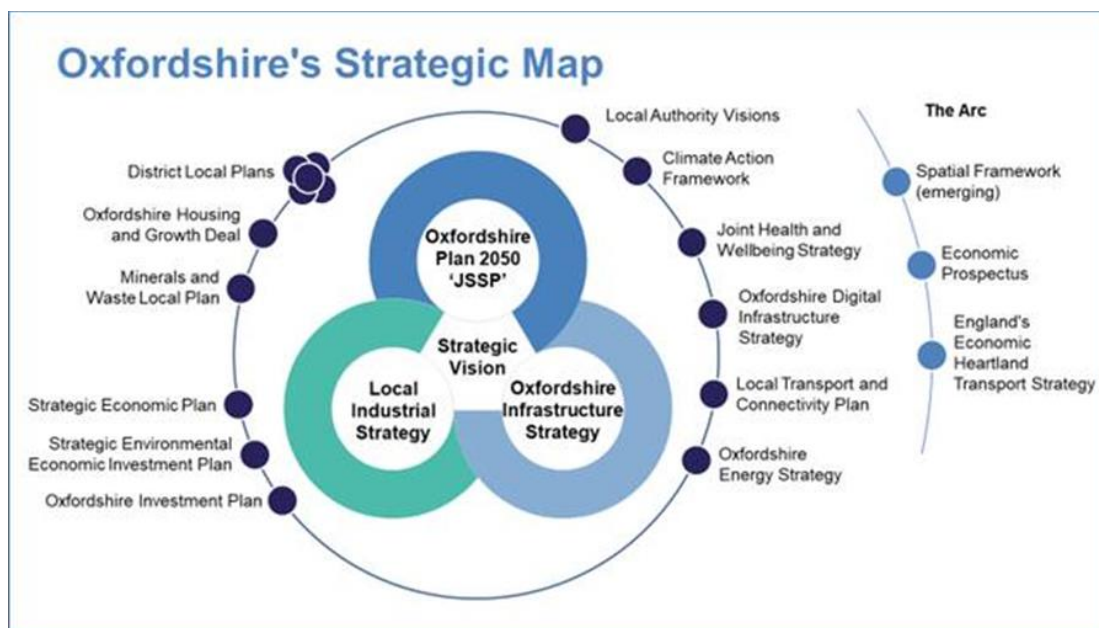 Oxfordshire's Strategic Map
District Local Plans
Oxfordshire Housing
and Growth Deal
Minerals and
Waste Local Plan
Strategic Economic Plan
Strategic Environmental
Economic Investment Plan
Oxfordshire Investment Plan
Oxfordshire
Plan 2050
‘JSSP’
Strategic
Vision
Local
Industrial
Strategy
Oxfordshire
Infrastructure
Strategy
Local Authority Visions
Climate Action
Framework
Joint Health and
Wellbeing Strategy
Oxfordshire Digital
Infrastructure
Strategy
Local Transport and
Connectivity Plan
Oxfordshire
Energy Strategy
The Arc
Spatial Framework
(emerging)
Economic
Prospectus
England's
Economic
Heartland
Transport Strategy